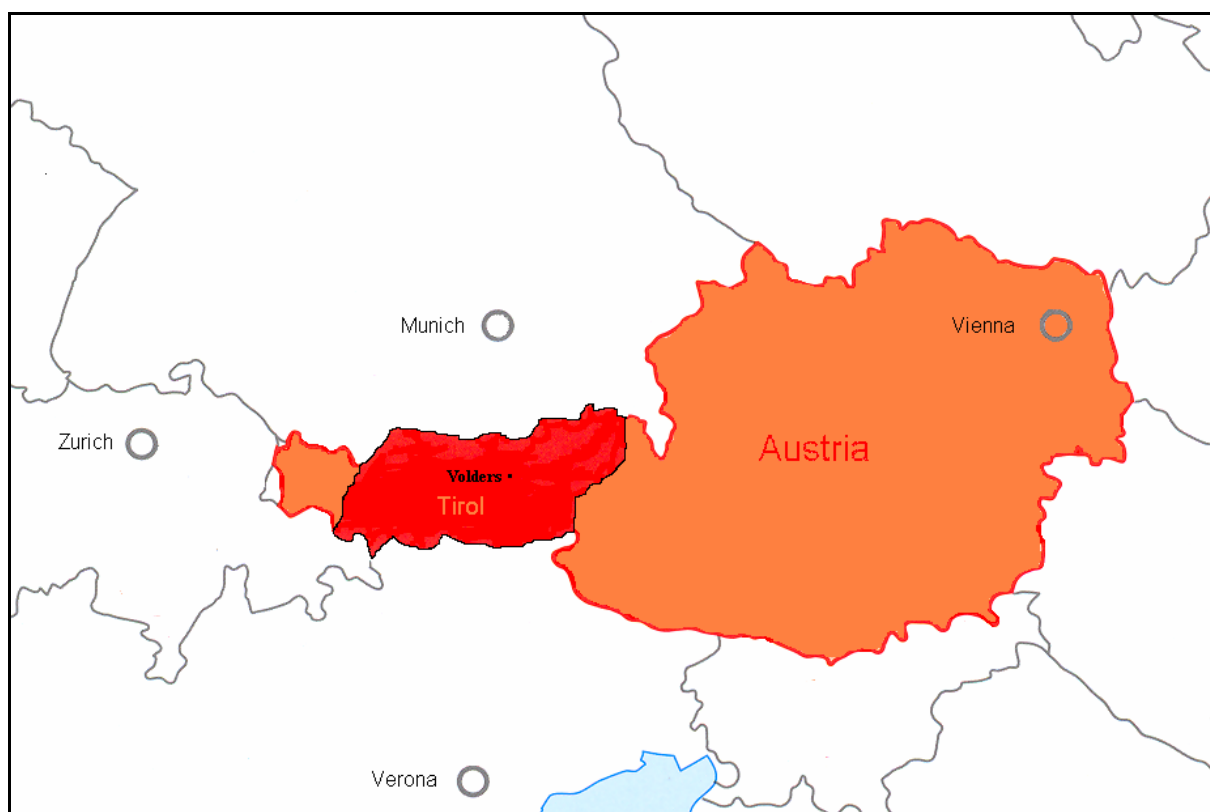 Munich
Vienna
Zurich
Austria
Volders
Tirol
Verona